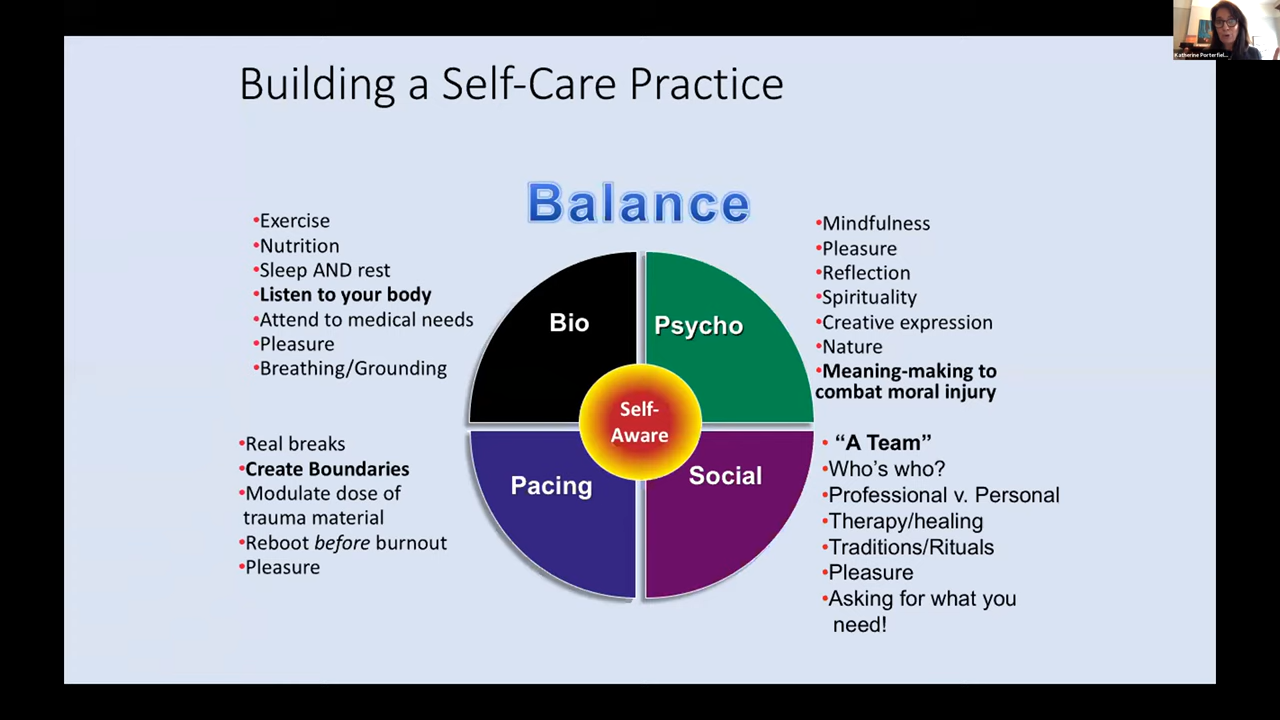 Katherine Porterfiel...
Building a Self-Care Practice
Balance
•Exercise
•Nutrition
•Sleep AND rest
•Listen to your body
•Attend to medical needs
•Pleasure
•Breathing/Grounding
Bio
Psycho
•Mindfulness
•Pleasure
•Reflection
•Spirituality
•Creative expression
•Nature
•Meaning-making to
combat moral injury
Self-
Aware
•Real breaks
•Create Boundaries
•Modulate dose of
trauma material
•Reboot before burnout
•Pleasure
Pacing
Social
• “A Team”
•Who’s who?
•Professional v. Personal
•Therapy/healing
•Traditions/Rituals
•Pleasure
•Asking for what you
need!